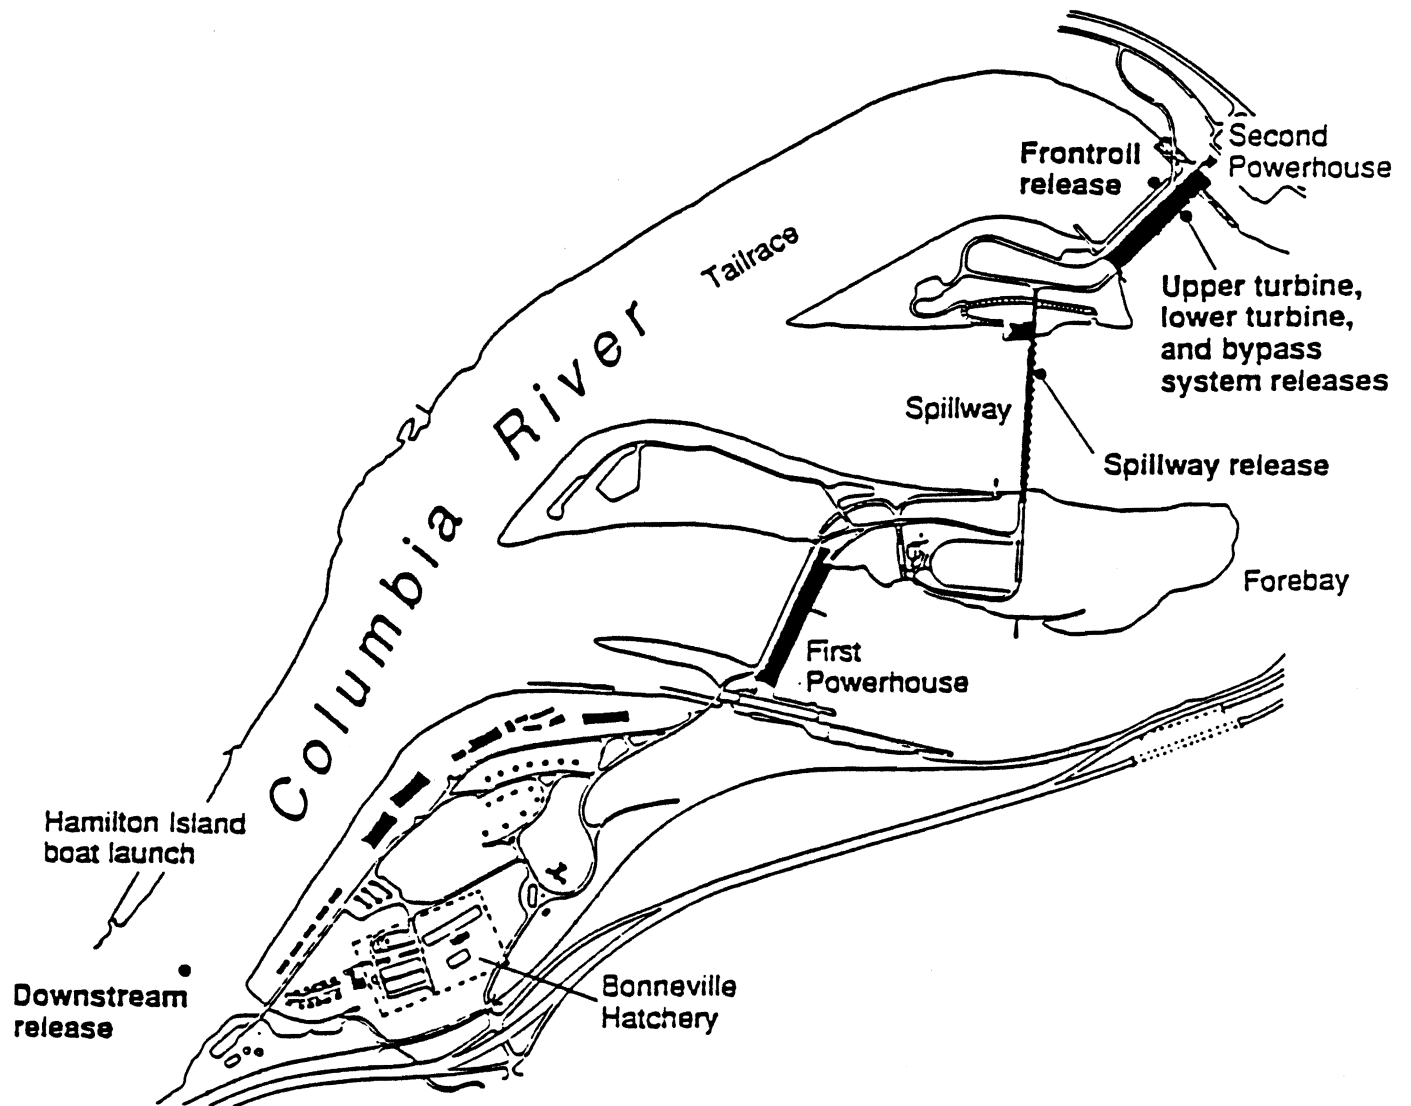 Second
Powerhouse
Frontroll
release
Tailrace
Upper turbine,
lower turbine,
and bypass
system releases
Spillway
Spillway release
Columbia River
Forebay
First
Powerhouse
Hamilton Island
boat launch
Downstream
release
Bonneville
Hatchery